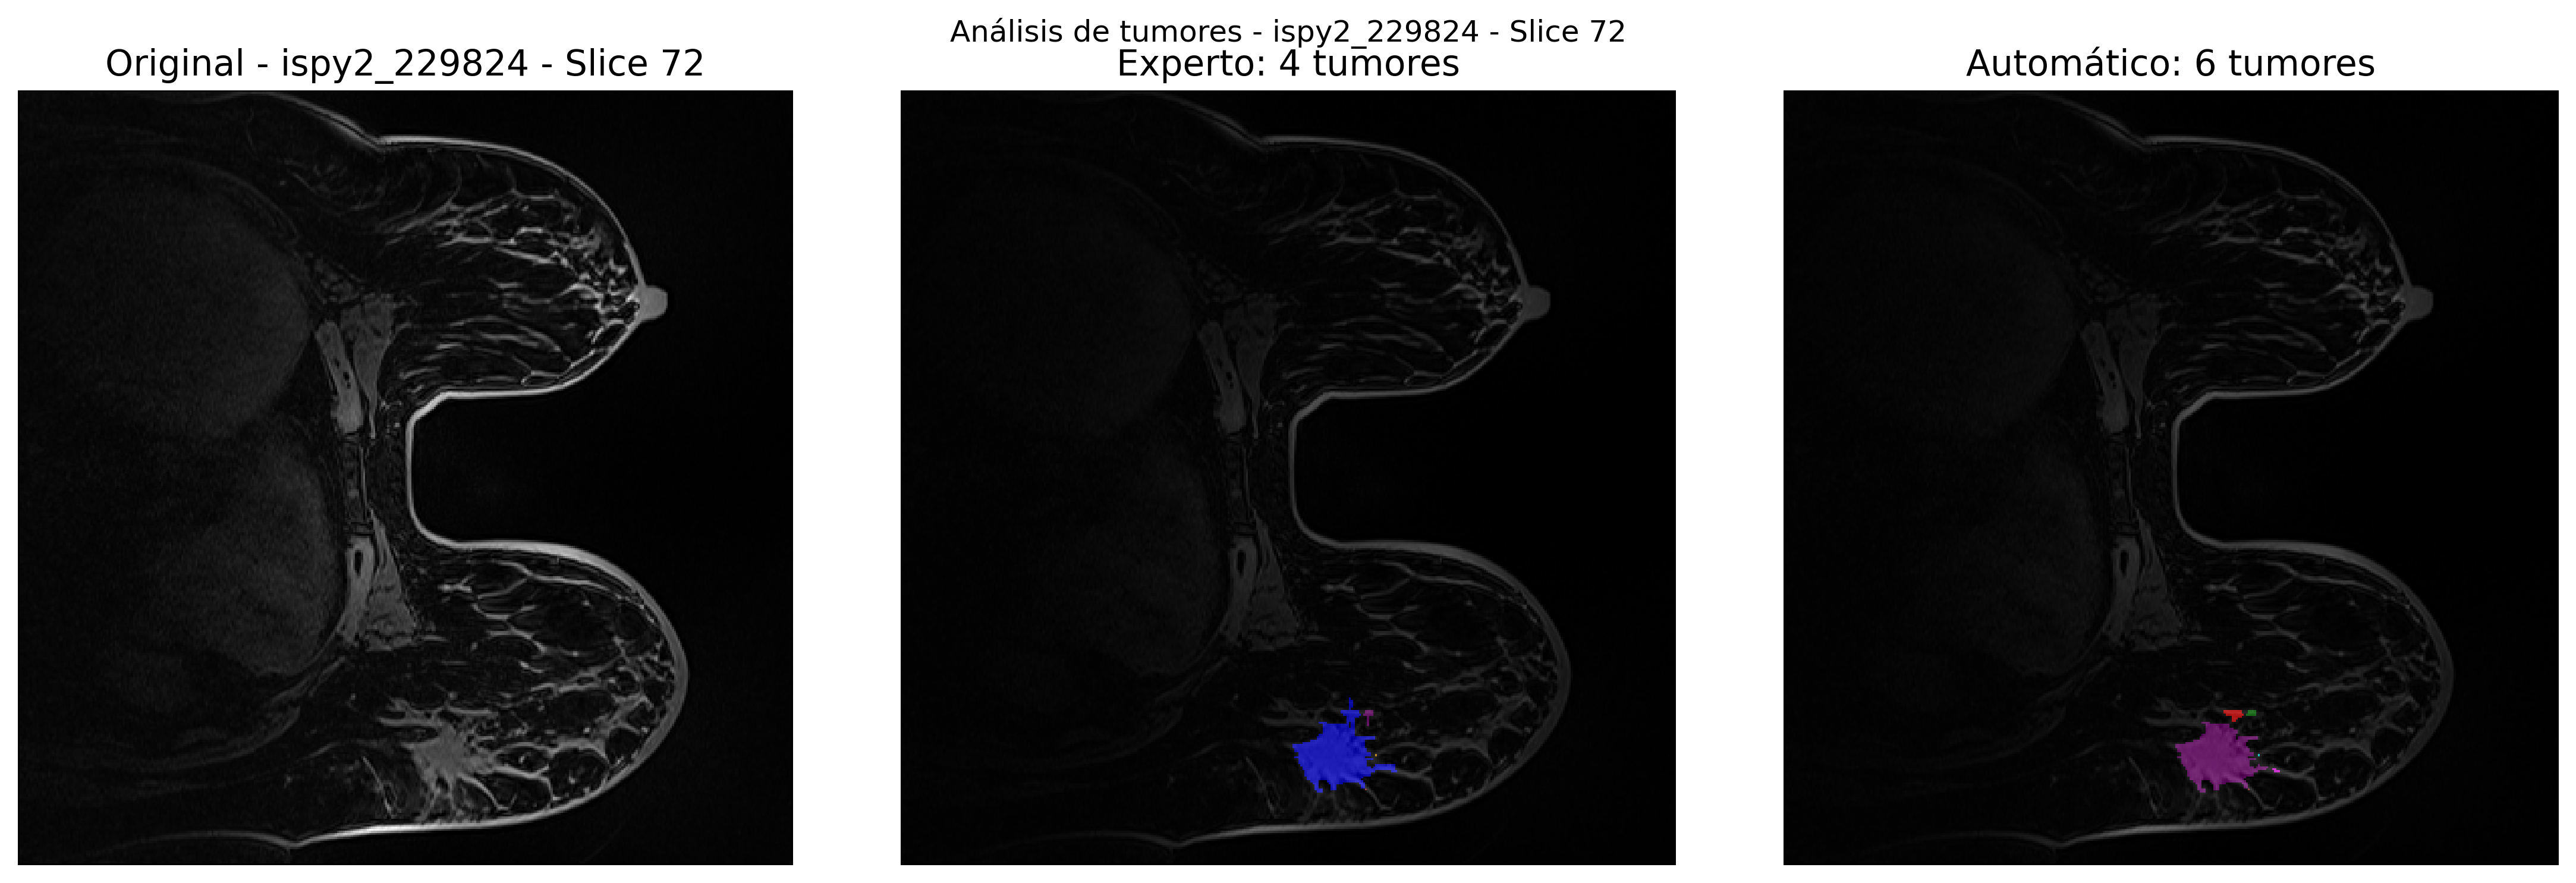 Análisis de tumores - ispy2_229824 - Slice 72
Original - ispy2_229824 - Slice 72
Experto: 4 tumores
Automático: 6 tumores